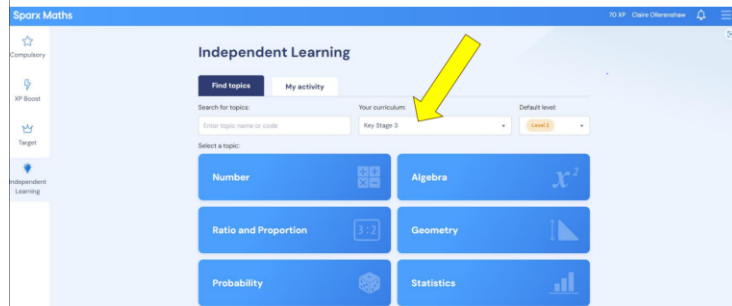 Sparx Maths
70 XP Claire Ollerenshaw
Compulsory
XP Boost
Target
Independent
Learning
Independent Learning
Find topics My activity
Search for topics: Your curriculum: Default level:
Enter topic name or code Key Stage 3 Level 2
Select a topic:
Number Algebra x²
Ratio and Proportion 3:2 Geometry
Probability Statistics